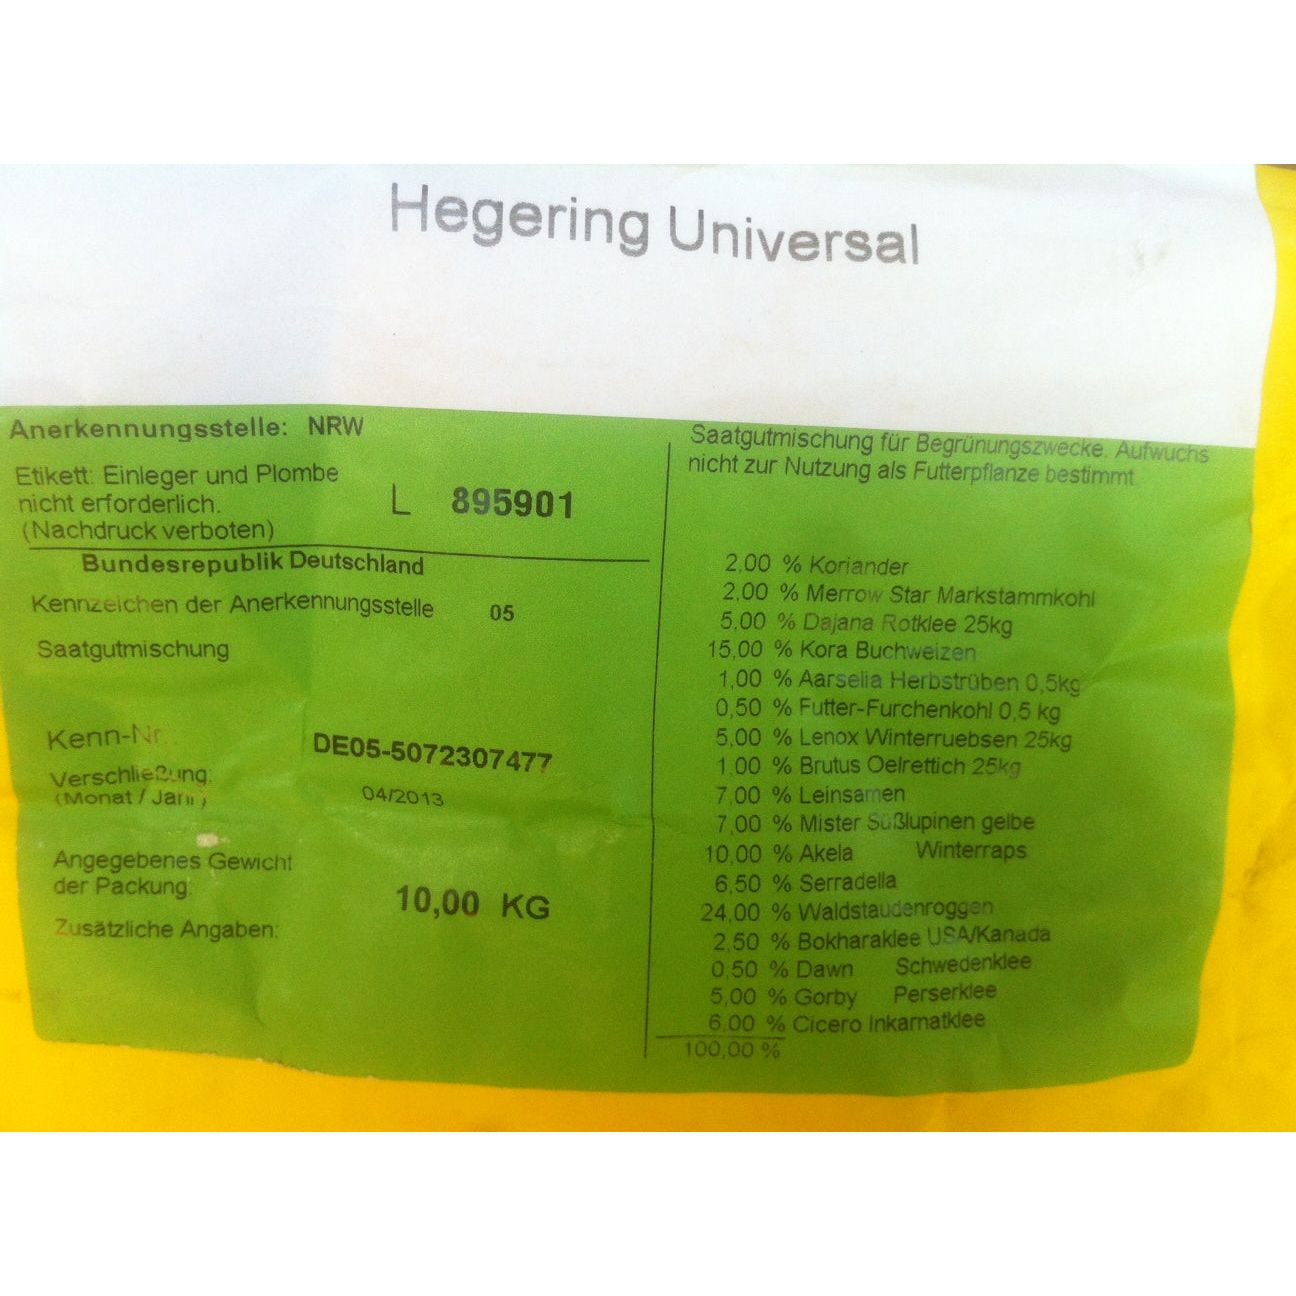 Hegering Universal
Anerkennungsstelle: NRW
Etikett: Einleger und Plombe
nicht erforderlich.
(Nachdruck verboten)
L 895901
Bundesrepublik Deutschland
Kennzeichen der Anerkennungsstelle 05
Saatgutmischung
Kenn-Nr. DE05-5072307477
Verschließung:
(Monat / Jahr) 04/2013
Angegebenes Gewicht
der Packung: 10,00 KG
Zusätzliche Angaben:
Saatgutmischung für Begrünungszwecke. Aufwuchs
nicht zur Nutzung als Futterpflanze bestimmt
2,00 % Koriander
2,00 % Merrow Star Markstammkohl
5,00 % Dajana Rotklee 25kg
15,00 % Kora Buchweizen
1,00 % Aarselia Herbstrüben 0,5kg
0,50 % Futter-Furchenkohl 0,5 kg
5,00 % Lenox Winterruebsen 25kg
1,00 % Brutus Oelrettich 25kg
7,00 % Leinsamen
7,00 % Mister Süßlupinen gelbe
10,00 % Akela Winterraps
6,50 % Serradella
24,00 % Waldstaudenroggen
2,50 % Bokharaklee USA/Kanada
0,50 % Dawn Schwedenklee
5,00 % Gorby Perserklee
6,00 % Cicero Inkarnatklee
100,00 %